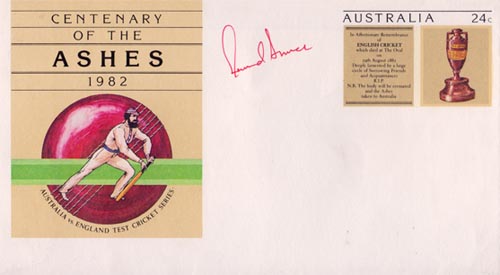 CENTENARY
OF THE
ASHES
1982
AUSTRALIA vs. ENGLAND TEST CRICKET SERIES
AUSTRALIA 24c
In Affectionate Remembrance
of
ENGLISH CRICKET
which died at The Oval
on
29th August 1882
Deeply lamented by a large
circle of Sorrowing Friends
and Acquaintances
R.I.P.
N.B. The body will be cremated
and the Ashes
taken to Australia